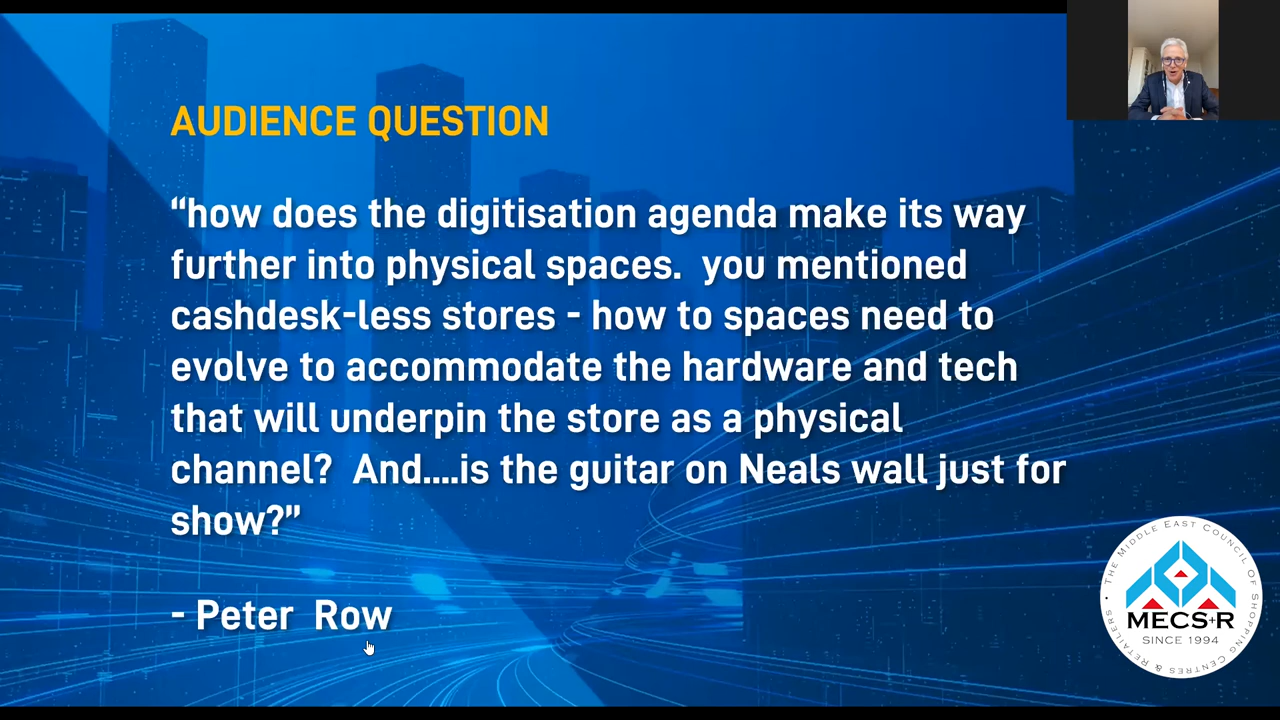 AUDIENCE QUESTION
“how does the digitisation agenda make its way
further into physical spaces.  you mentioned
cashdesk-less stores - how to spaces need to
evolve to accommodate the hardware and tech
that will underpin the store as a physical
channel?  And....is the guitar on Neals wall just for
show?”
- Peter  Row
• THE MIDDLE EAST COUNCIL OF SHOPPING CENTRES & RETAILERS •
MECS+R
SINCE 1994